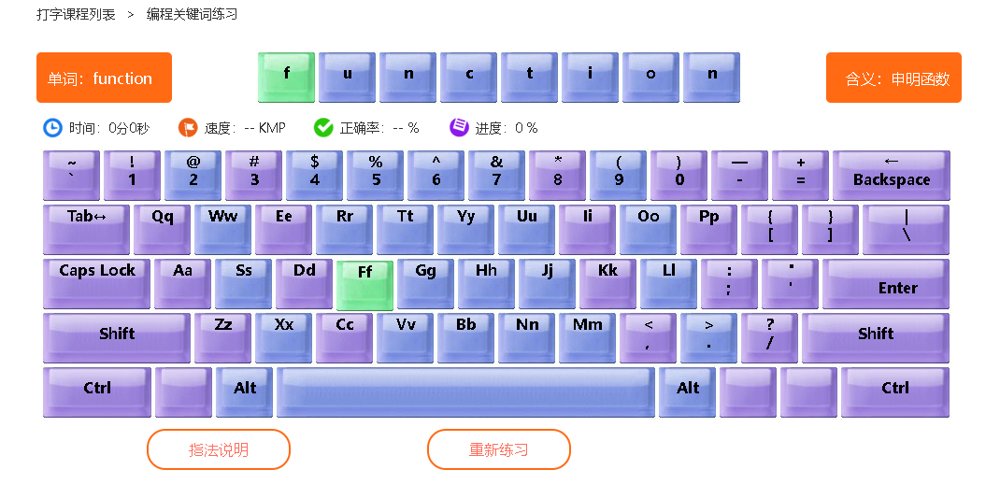 打字课程列表 > 编程关键词练习
单词：function f u n c t i o n 含义：申明函数
时间：0分0秒 速度：-- KMP 正确率：-- % 进度：0 %
~ ! @ # $ % ^ & * ( ) — + ←
` 1 2 3 4 5 6 7 8 9 0 - = Backspace
Tab↔ Qq Ww Ee Rr Tt Yy Uu Ii Oo Pp { } |
[ ] \
Caps Lock Aa Ss Dd Ff Gg Hh Jj Kk Ll : "
; ' Enter
Shift Zz Xx Cc Vv Bb Nn Mm < > ? Shift
, . /
Ctrl Alt Alt Ctrl
指法说明 重新练习